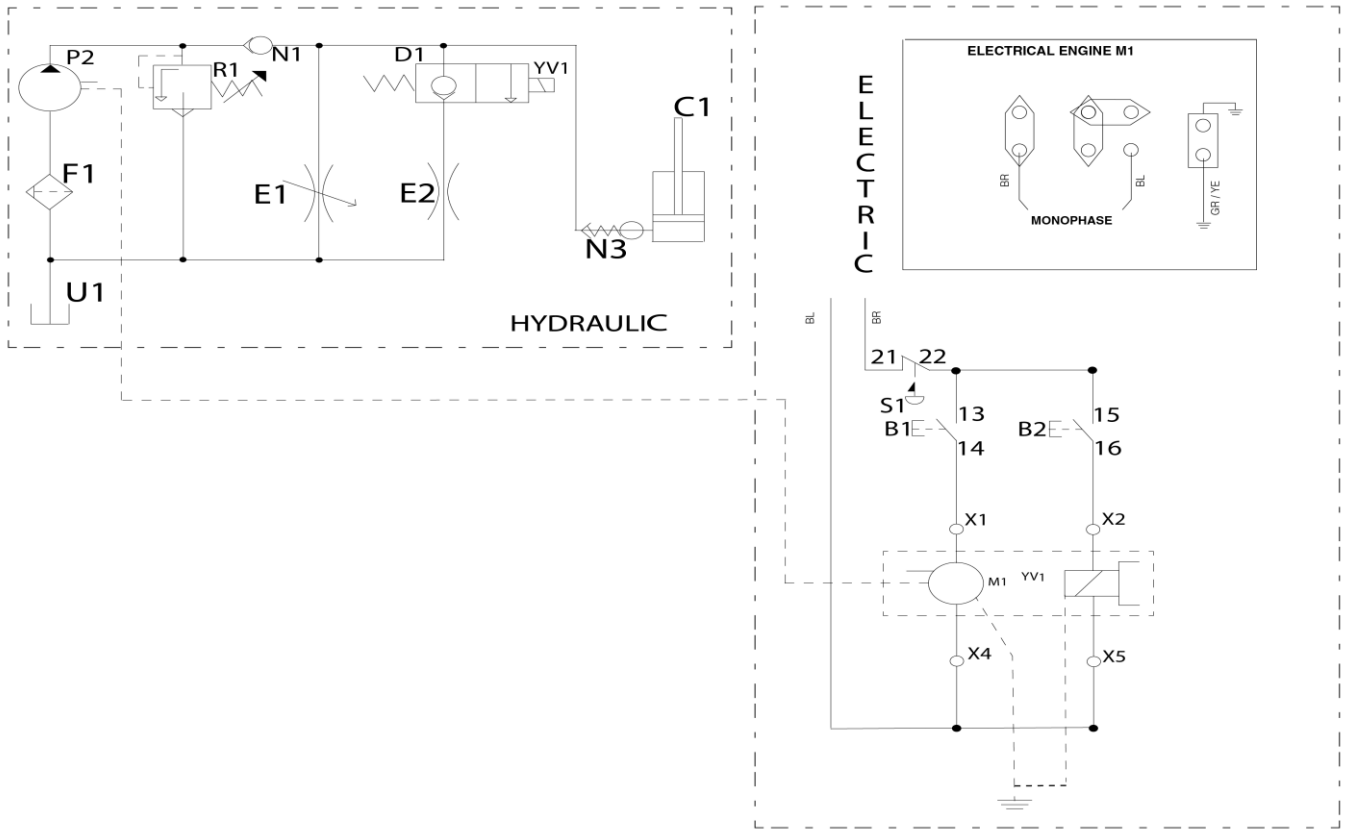 P2
R1
N1
D1
YV1
C1
F1
E1
E2
N3
U1
HYDRAULIC
ELECTRIC
ELECTRICAL ENGINE M1
BR
BL
GR / YE
MONOPHASE
BL
BR
21 22
S1
13
B1
14
15
B2
16
X1
X2
M1
YV1
X4
X5